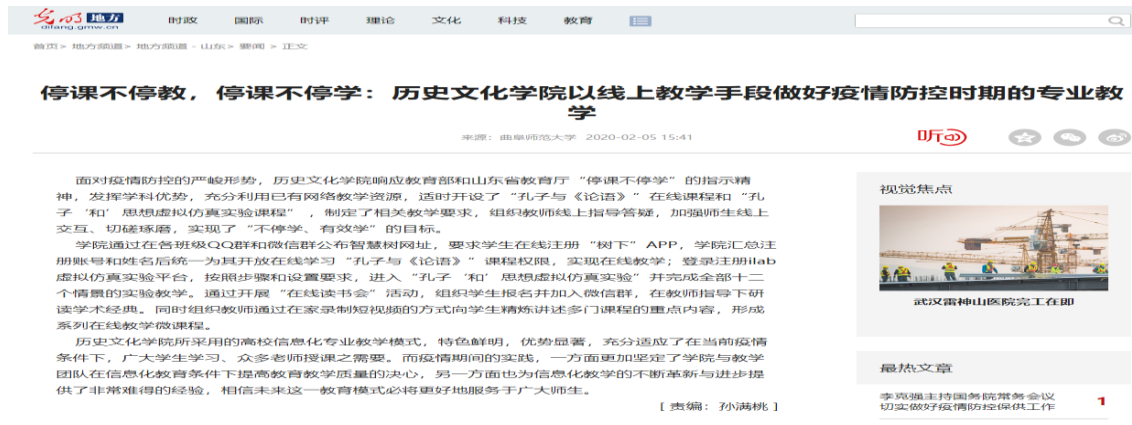 光明 地方
difang.gmw.cn
时政 国际 时评 理论 文化 科技 教育
首页> 地方频道> 地方频道 - 山东> 要闻 > 正文
停课不停教，停课不停学：历史文化学院以线上教学手段做好疫情防控时期的专业教
学
来源：曲阜师范大学 2020-02-05 15:41
听
面对疫情防控的严峻形势，历史文化学院响应教育部和山东省教育厅“停课不停学”的指示精
神，发挥学科优势，充分利用已有网络教学资源，适时开设了“孔子与《论语》”在线课程和“孔
子‘和’思想虚拟仿真实验课程”，制定了相关教学要求，组织教师线上指导答疑，加强师生线上
交互、切磋琢磨，实现了“不停学、有效学”的目标。
学院通过在各班级QQ群和微信群公布智慧树网址，要求学生在线注册“树下”APP，学院汇总注
册账号和姓名后统一为其开放在线学习“孔子与《论语》”课程权限，实现在线教学；登录注册ilab
虚拟仿真实验平台，按照步骤和设置要求，进入“孔子‘和’思想虚拟仿真实验”并完成全部十二
个情景的实验教学。通过开展“在线读书会”活动，组织学生报名并加入微信群，在教师指导下研
读学术经典。同时组织教师通过在家录制短视频的方式向学生精炼讲述多门课程的重点内容，形成
系列在线教学微课程。
历史文化学院所采用的高校信息化专业教学模式，特色鲜明，优势显著，充分适应了在当前疫情
条件下，广大学生学习、众多老师授课之需要。而疫情期间的实践，一方面更加坚定了学院与教学
团队在信息化教育条件下提高教育教学质量的决心，另一方面也为信息化教学的不断革新与进步提
供了非常难得的经验，相信未来这一教育模式必将更好地服务于广大师生。
[ 责编：孙满桃 ]
视觉焦点
武汉雷神山医院完工在即
最热文章
李克强主持国务院常务会议
切实做好疫情防控保供工作
1